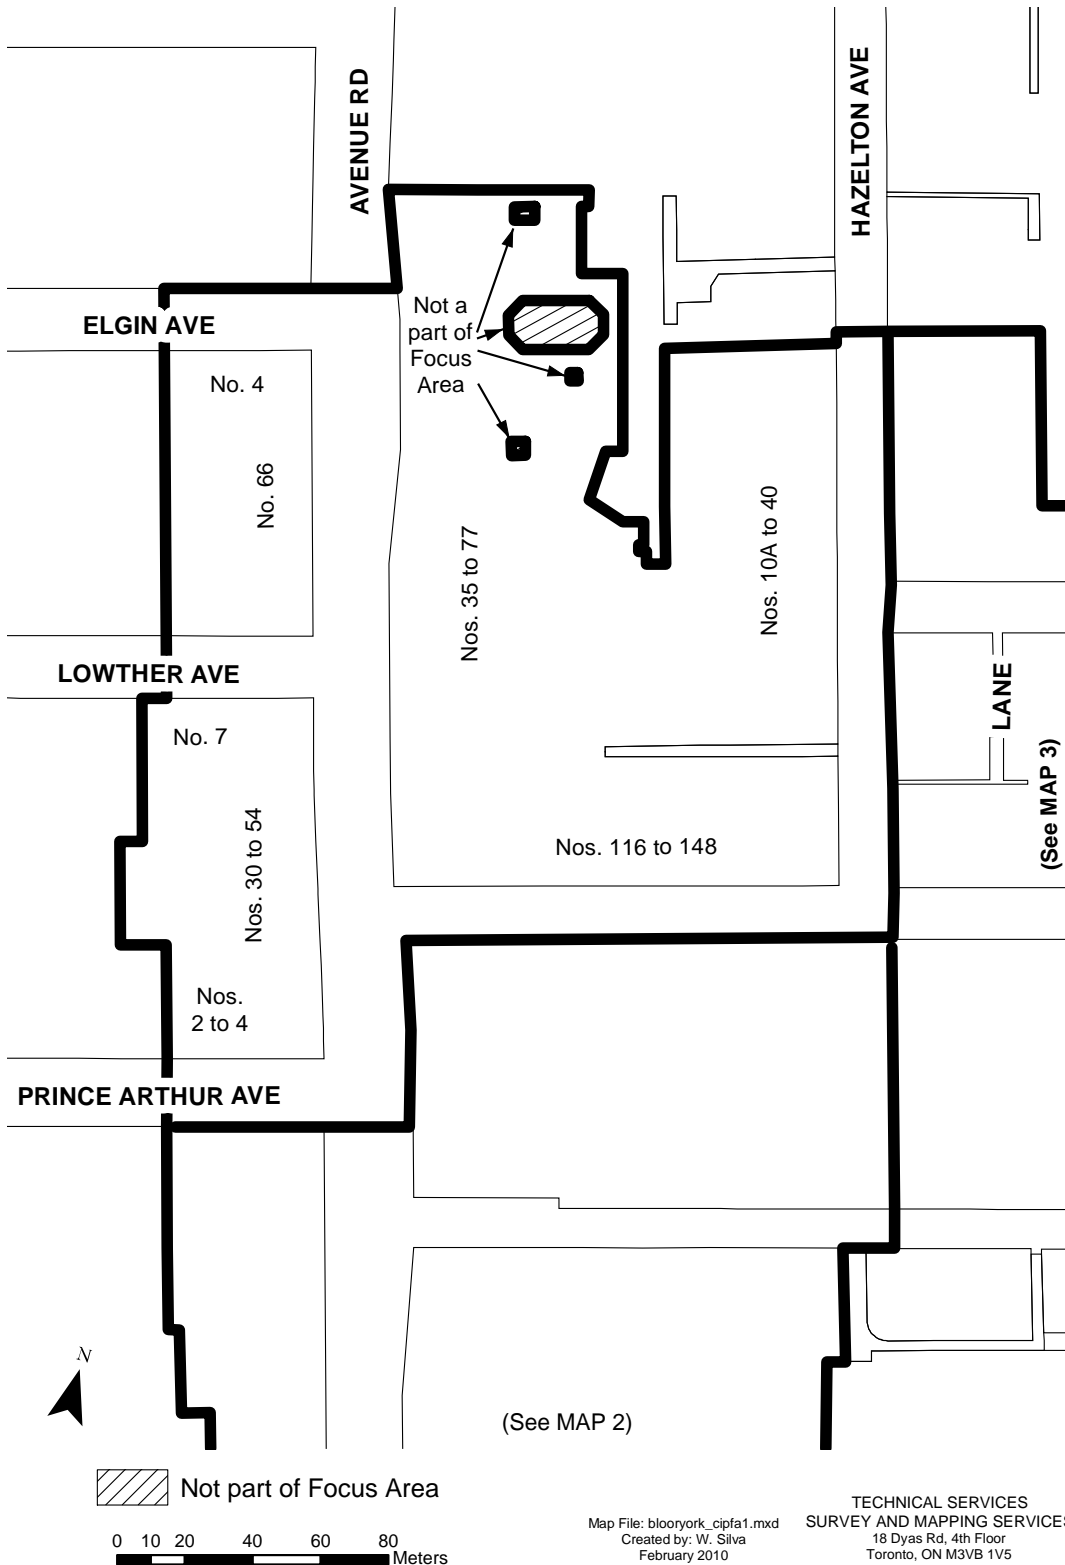 AVENUE RD
HAZELTON AVE
ELGIN AVE
Not a
part of
Focus
Area
No. 4
No. 66
Nos. 35 to 77
Nos. 10A to 40
LOWTHER AVE
No. 7
LANE
(See MAP 3)
Nos. 30 to 54
Nos. 116 to 148
Nos.
2 to 4
PRINCE ARTHUR AVE
N
(See MAP 2)
Not part of Focus Area
0 10 20 40 60 80
Meters
Map File: blooryork_cipfa1.mxd
Created by: W. Silva
February 2010
TECHNICAL SERVICES
SURVEY AND MAPPING SERVICES
18 Dyas Rd, 4th Floor
Toronto, ON M3VB 1V5